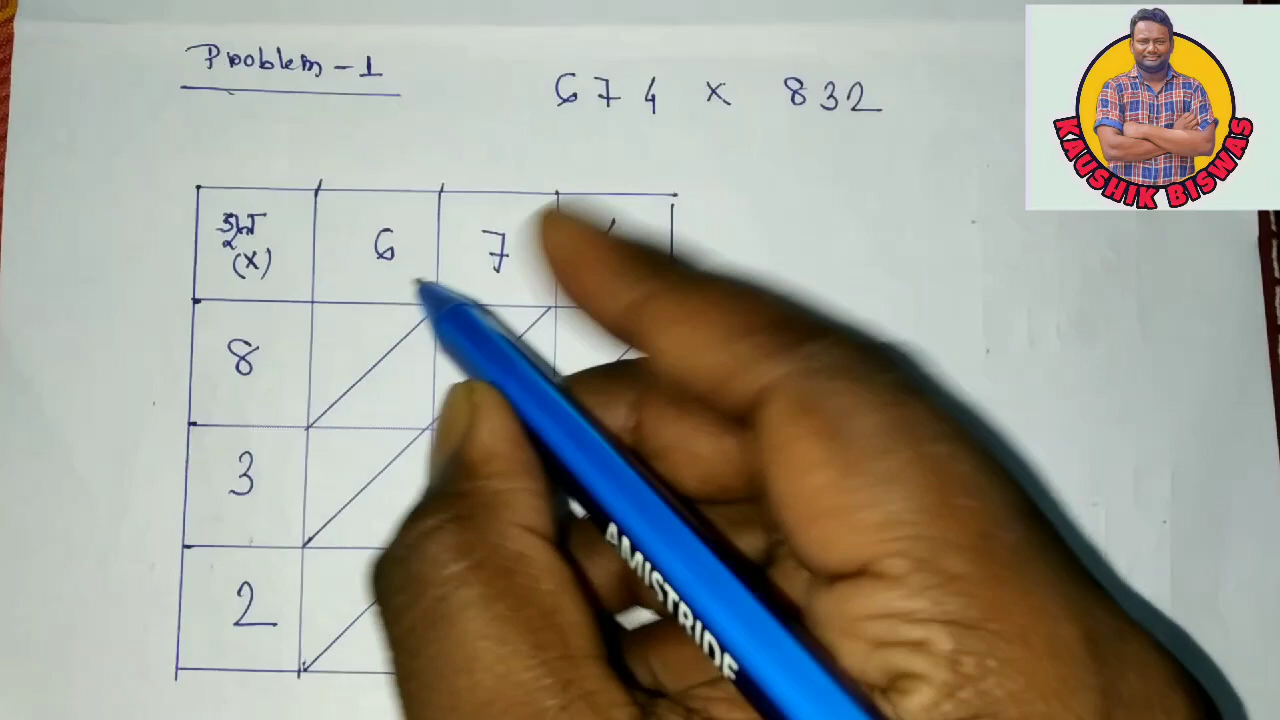 Problem-1
674 x 832
গুণ 6 7
(x)
8
3
2
AMISTRIDE
KAUSHIK BISWAS